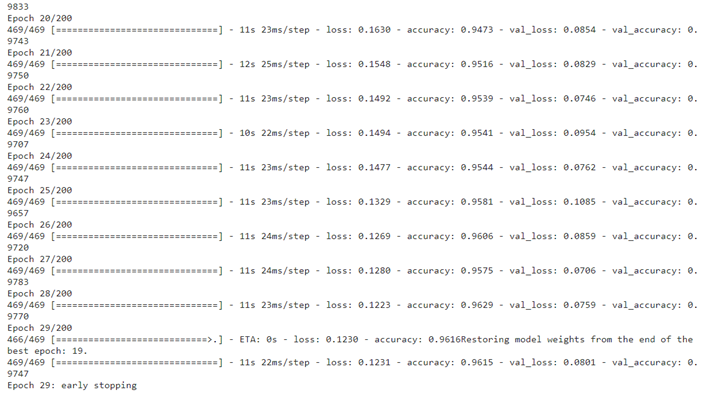 9833
Epoch 20/200
469/469 [==============================] - 11s 23ms/step - loss: 0.1630 - accuracy: 0.9473 - val_loss: 0.0854 - val_accuracy: 0.
9743
Epoch 21/200
469/469 [==============================] - 12s 25ms/step - loss: 0.1548 - accuracy: 0.9516 - val_loss: 0.0829 - val_accuracy: 0.
9750
Epoch 22/200
469/469 [==============================] - 11s 23ms/step - loss: 0.1492 - accuracy: 0.9539 - val_loss: 0.0746 - val_accuracy: 0.
9760
Epoch 23/200
469/469 [==============================] - 10s 22ms/step - loss: 0.1494 - accuracy: 0.9541 - val_loss: 0.0954 - val_accuracy: 0.
9707
Epoch 24/200
469/469 [==============================] - 11s 23ms/step - loss: 0.1477 - accuracy: 0.9544 - val_loss: 0.0762 - val_accuracy: 0.
9747
Epoch 25/200
469/469 [==============================] - 11s 23ms/step - loss: 0.1329 - accuracy: 0.9581 - val_loss: 0.1085 - val_accuracy: 0.
9657
Epoch 26/200
469/469 [==============================] - 11s 24ms/step - loss: 0.1269 - accuracy: 0.9606 - val_loss: 0.0859 - val_accuracy: 0.
9720
Epoch 27/200
469/469 [==============================] - 11s 24ms/step - loss: 0.1280 - accuracy: 0.9575 - val_loss: 0.0706 - val_accuracy: 0.
9783
Epoch 28/200
469/469 [==============================] - 11s 23ms/step - loss: 0.1223 - accuracy: 0.9629 - val_loss: 0.0759 - val_accuracy: 0.
9770
Epoch 29/200
466/469 [============================>.] - ETA: 0s - loss: 0.1230 - accuracy: 0.9616Restoring model weights from the end of the
best epoch: 19.
469/469 [==============================] - 11s 22ms/step - loss: 0.1231 - accuracy: 0.9615 - val_loss: 0.0801 - val_accuracy: 0.
9747
Epoch 29: early stopping